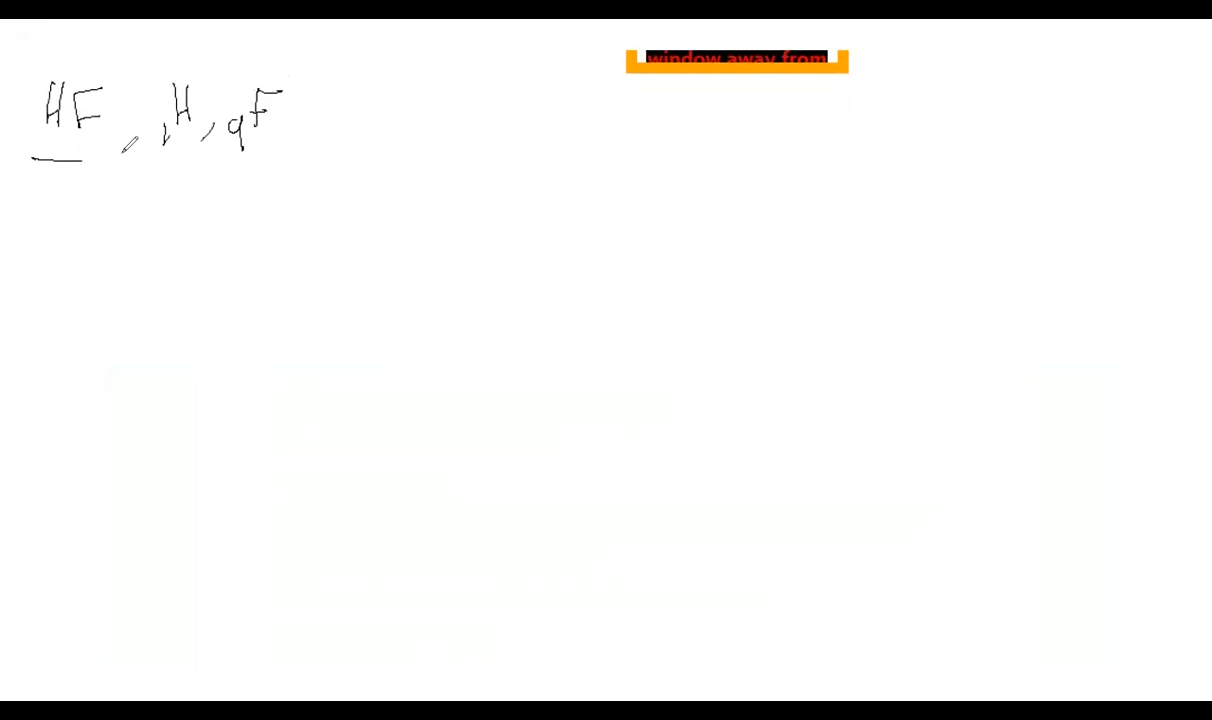 window away from
HF, ₁H, ₉F